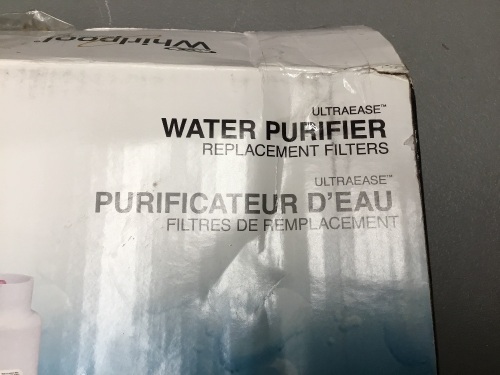 Whirlpool
ULTRAEASE™
WATER PURIFIER
REPLACEMENT FILTERS
ULTRAEASE™
PURIFICATEUR D'EAU
FILTRES DE REMPLACEMENT